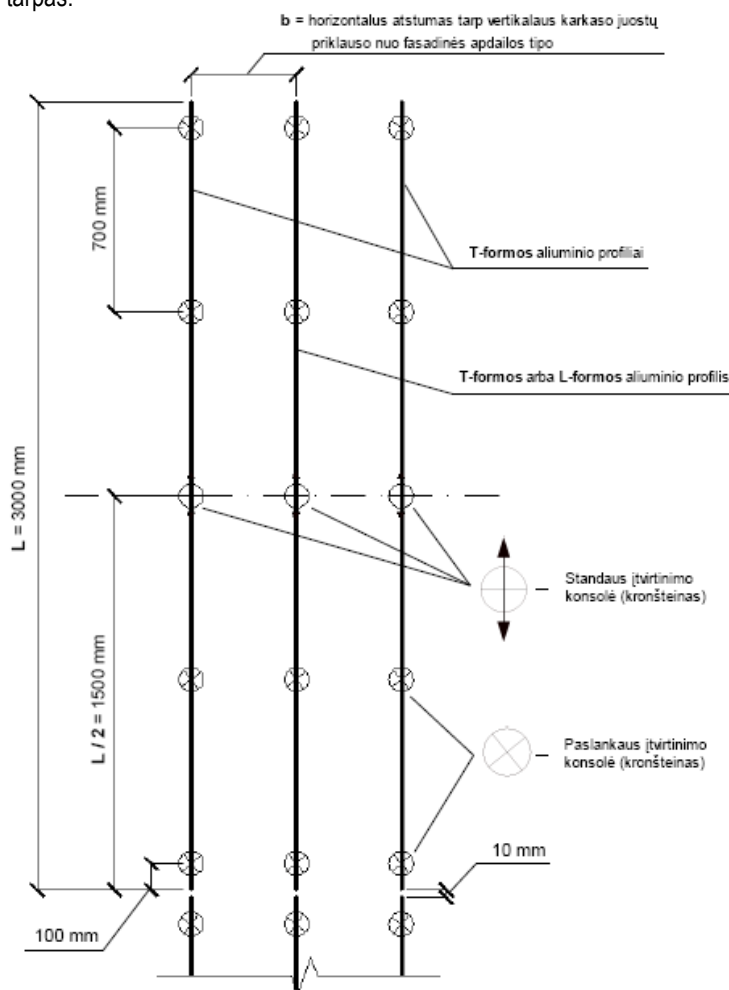 tarpas.
b = horizontalus atstumas tarp vertikalaus karkaso juostų
priklauso nuo fasadinės apdailos tipo
700 mm
T-formos aliuminio profiliai
T-formos arba L-formos aliuminio profilis
L = 3000 mm
Standaus įtvirtinimo
konsolė (kronšteinas)
L / 2 = 1500 mm
Paslankaus įtvirtinimo
konsolė (kronšteinas)
10 mm
100 mm